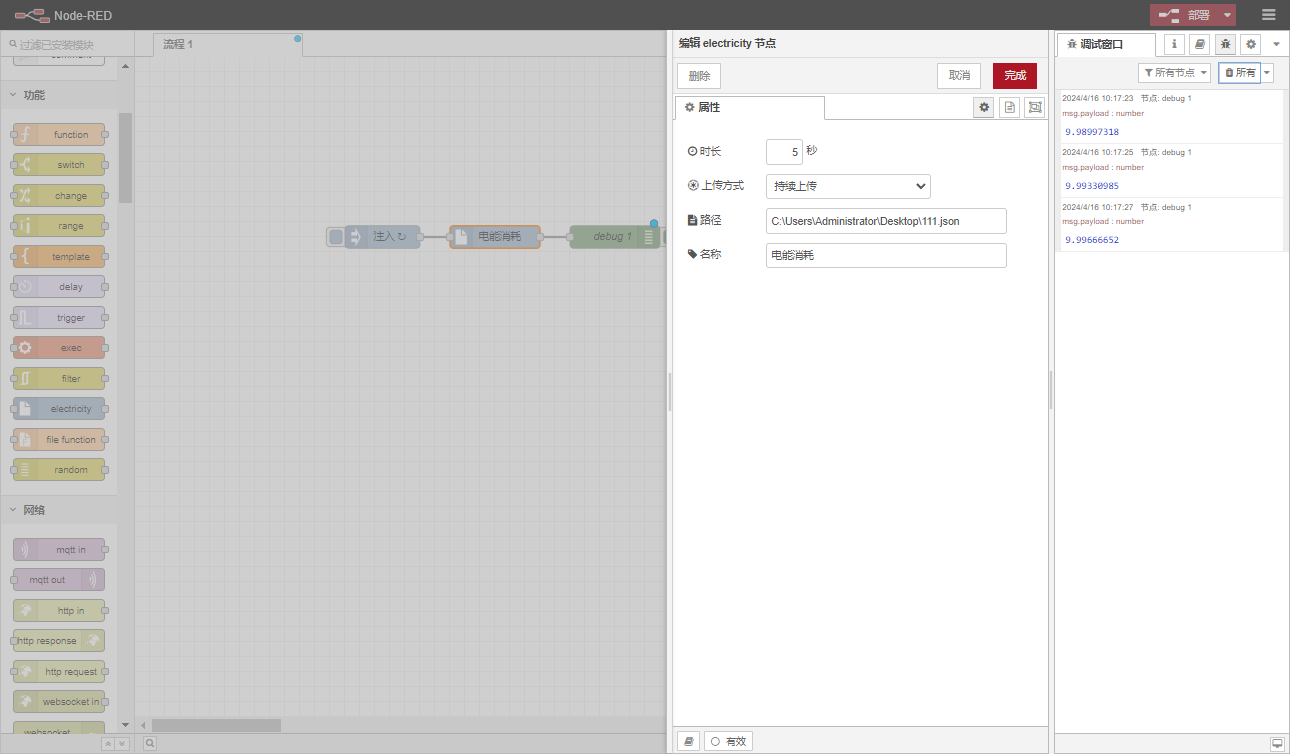 Node-RED
部署
过滤已安装模块
功能
function
switch
change
range
template
delay
trigger
exec
filter
electricity
file function
random
网络
mqtt in
mqtt out
http in
http response
http request
websocket in
websocket
流程 1
注入 ↻
电能消耗
debug 1
编辑 electricity 节点
删除
取消
完成
属性
时长
5
秒
上传方式
持续上传
路径
C:\Users\Administrator\Desktop\111.json
名称
电能消耗
有效
调试窗口
所有节点
所有
2024/4/16 10:17:23 节点: debug 1
msg.payload : number
9.98997318
2024/4/16 10:17:25 节点: debug 1
msg.payload : number
9.99330985
2024/4/16 10:17:27 节点: debug 1
msg.payload : number
9.99666652